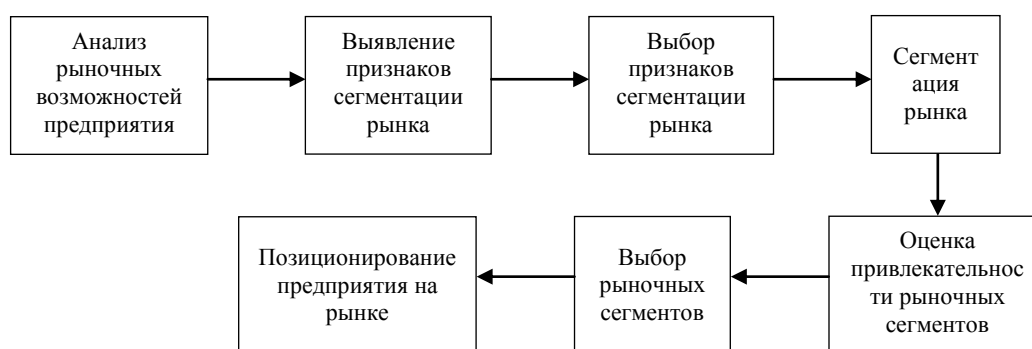 Анализ
рыночных
возможностей
предприятия
Выявление
признаков
сегментации
рынка
Выбор
признаков
сегментации
рынка
Сегмент
ация
рынка
Оценка
привлекательнос
ти рыночных
сегментов
Выбор
рыночных
сегментов
Позиционирование
предприятия на
рынке